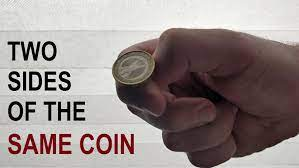 TWO
SIDES
OF THE
SAME COIN